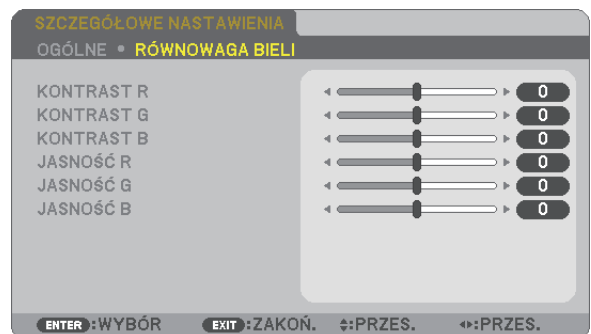 SZCZEGÓŁOWE NASTAWIENIA
OGÓLNE • RÓWNOWAGA BIELI
KONTRAST R 0
KONTRAST G 0
KONTRAST B 0
JASNOŚĆ R 0
JASNOŚĆ G 0
JASNOŚĆ B 0
ENTER :WYBÓR EXIT :ZAKOŃ. :PRZES. :PRZES.